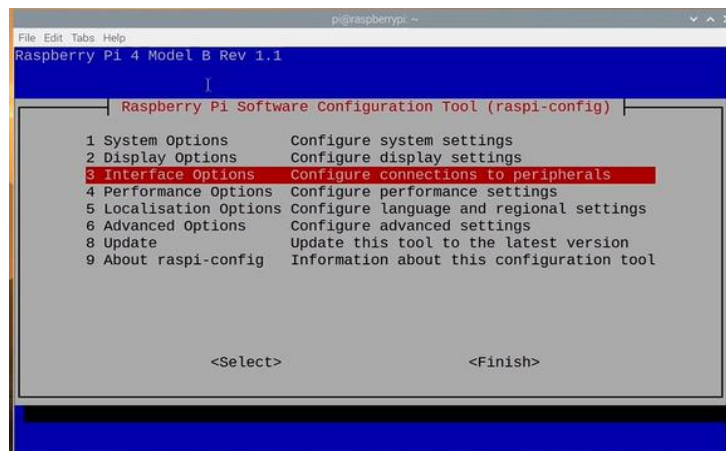 pi@raspberrypi: ~
File Edit Tabs Help
Raspberry Pi 4 Model B Rev 1.1
Raspberry Pi Software Configuration Tool (raspi-config)
1 System Options Configure system settings
2 Display Options Configure display settings
3 Interface Options Configure connections to peripherals
4 Performance Options Configure performance settings
5 Localisation Options Configure language and regional settings
6 Advanced Options Configure advanced settings
8 Update Update this tool to the latest version
9 About raspi-config Information about this configuration tool
<Select> <Finish>